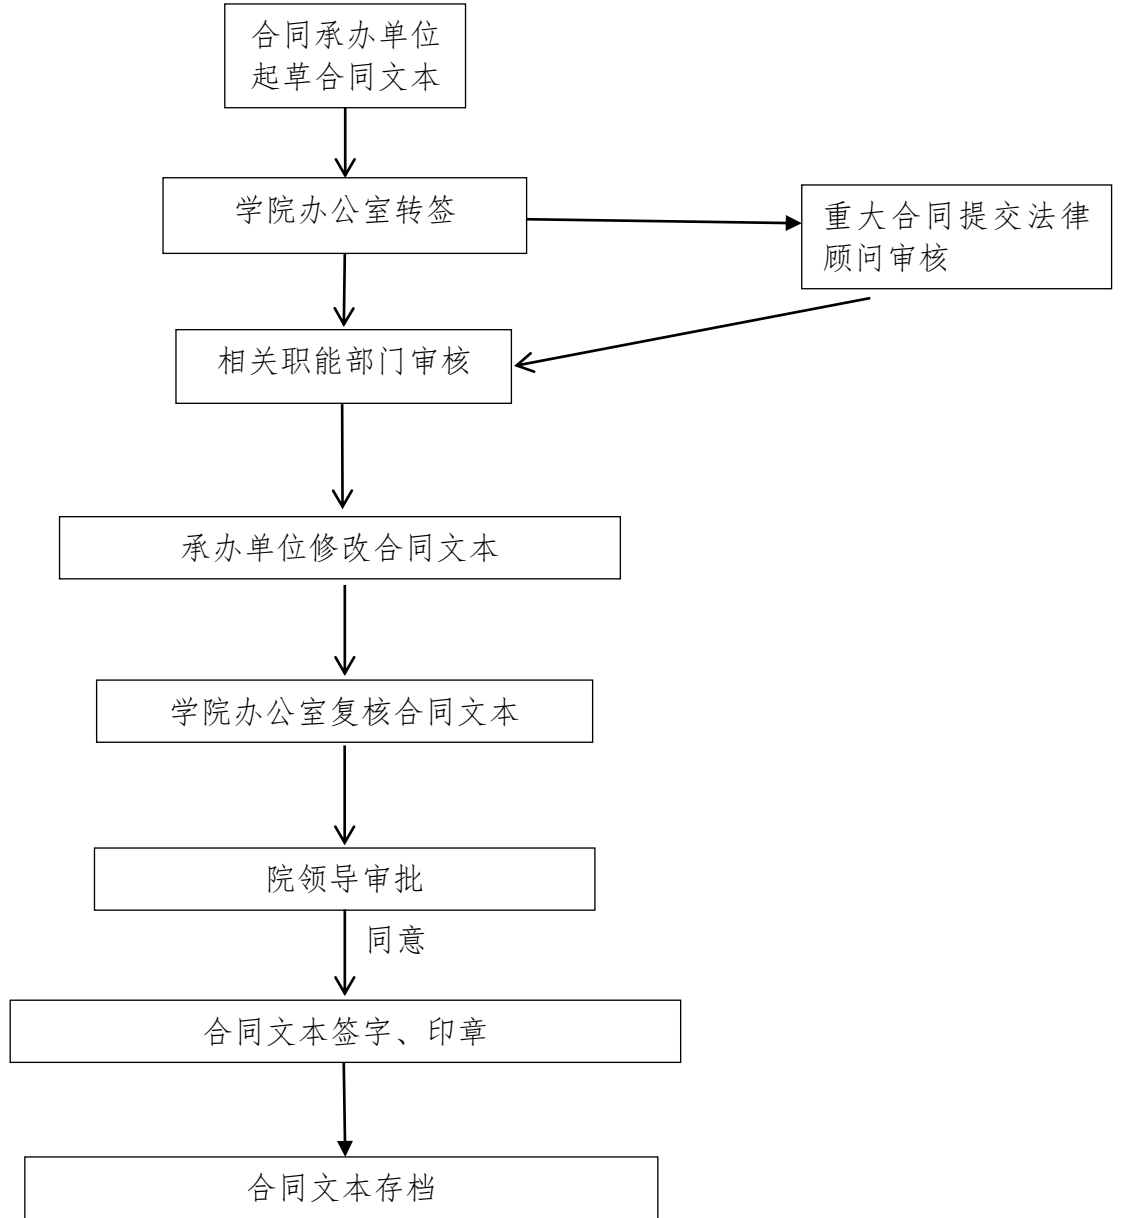 合同承办单位
起草合同文本
学院办公室转签
重大合同提交法律
顾问审核
相关职能部门审核
承办单位修改合同文本
学院办公室复核合同文本
院领导审批
同意
合同文本签字、印章
合同文本存档